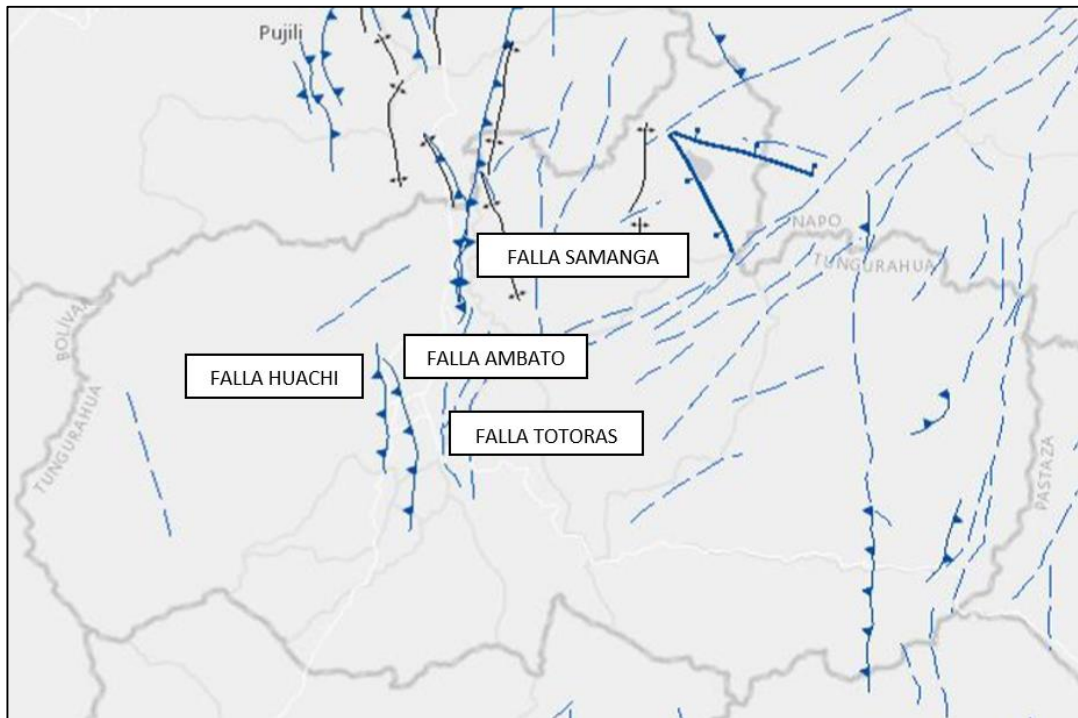 Pujili
NAPO
TUNGURAHUA
FALLA SAMANGA
BOLIVAR
TUNGURAHUA
FALLA AMBATO
FALLA HUACHI
FALLA TOTORAS
PASTAZA